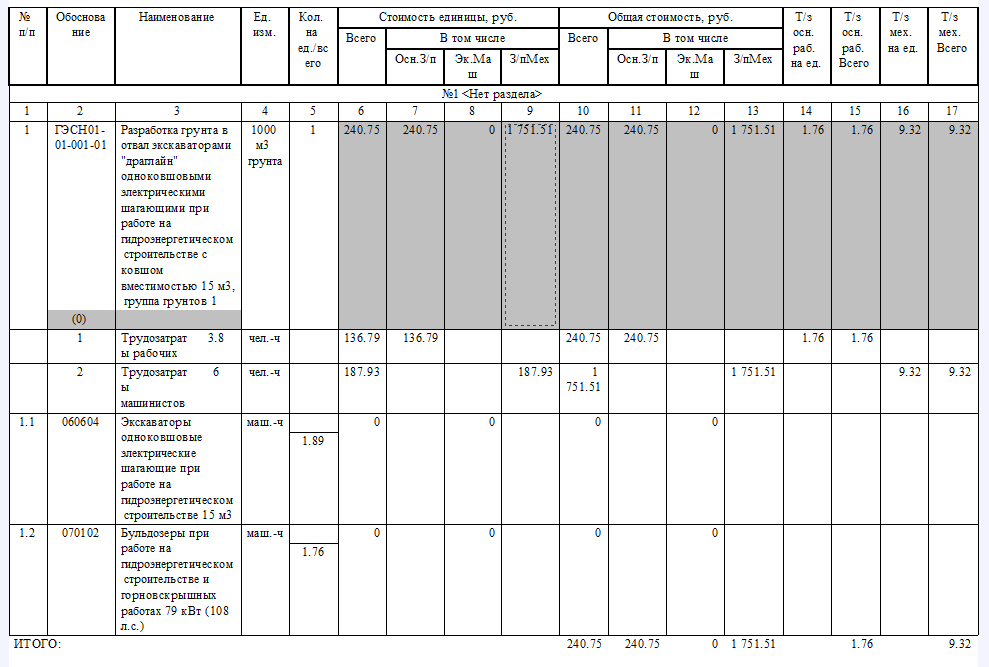 № п/п Обоснова ние Наименование Ед. изм. Кол. на ед./вс его Стоимость единицы, руб. Общая стоимость, руб. Т/з осн. раб. на ед. Т/з осн. раб. Всего Т/з мех. на ед. Т/з мех. Всего
Всего В том числе Всего В том числе
Осн.З/п Эк.Ма ш З/пМех Осн.З/п Эк.Ма ш З/пМех
№1 <Нет раздела>
1 2 3 4 5 6 7 8 9 10 11 12 13 14 15 16 17
1 ГЭСН01- Разработка грунта в 1000 1 240.75 240.75 0 1 751.51 240.75 240.75 0 1 751.51 1.76 1.76 9.32 9.32
01-001-01 отвал экскаваторами м3
"драглайн" грунта
одноковшовыми
электрическими
шагающими при
работе на
гидроэнергетическом
строительстве с
ковшом
вместимостью 15 м3,
группа грунтов 1
(0)
1 Трудозатрат 3.8 чел.-ч 136.79 136.79 240.75 240.75 1.76 1.76
ы рабочих
2 Трудозатрат 6 чел.-ч 187.93 187.93 1 1 751.51 9.32 9.32
ы 751.51
машинистов
1.1 060604 Экскаваторы маш.-ч 0 0 0 0
одноковшовые 1.89
электрические
шагающие при
работе на
гидроэнергетическом
строительстве 15 м3
1.2 070102 Бульдозеры при маш.-ч 0 0 0 0
работе на 1.76
гидроэнергетическом
строительстве и
горновскрышных
работах 79 кВт (108
л.с.)
ИТОГО: 240.75 240.75 0 1 751.51 1.76 9.32